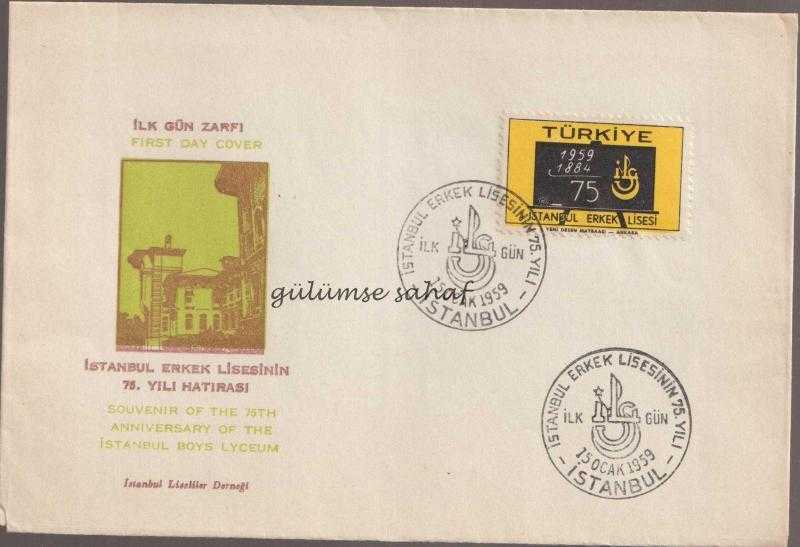 İLK GÜN ZARFI
FIRST DAY COVER
İSTANBUL ERKEK LİSESİNİN
75. YILI HATIRASI
SOUVENIR OF THE 75TH
ANNIVERSARY OF THE
İSTANBUL BOYS LYCEUM
İstanbul Liseliler Derneği
TÜRKİYE
1959
1884
75
İSTANBUL ERKEK LİSESİ
YENİ DESEN MATBAASI — ANKARA
İSTANBUL ERKEK LİSESİNİN 75. YILI
İLK GÜN
15 OCAK 1959
- İSTANBUL -
gülümse sahaf
İSTANBUL ERKEK LİSESİNİN 75. YILI
İLK GÜN
15 OCAK 1959
- İSTANBUL -